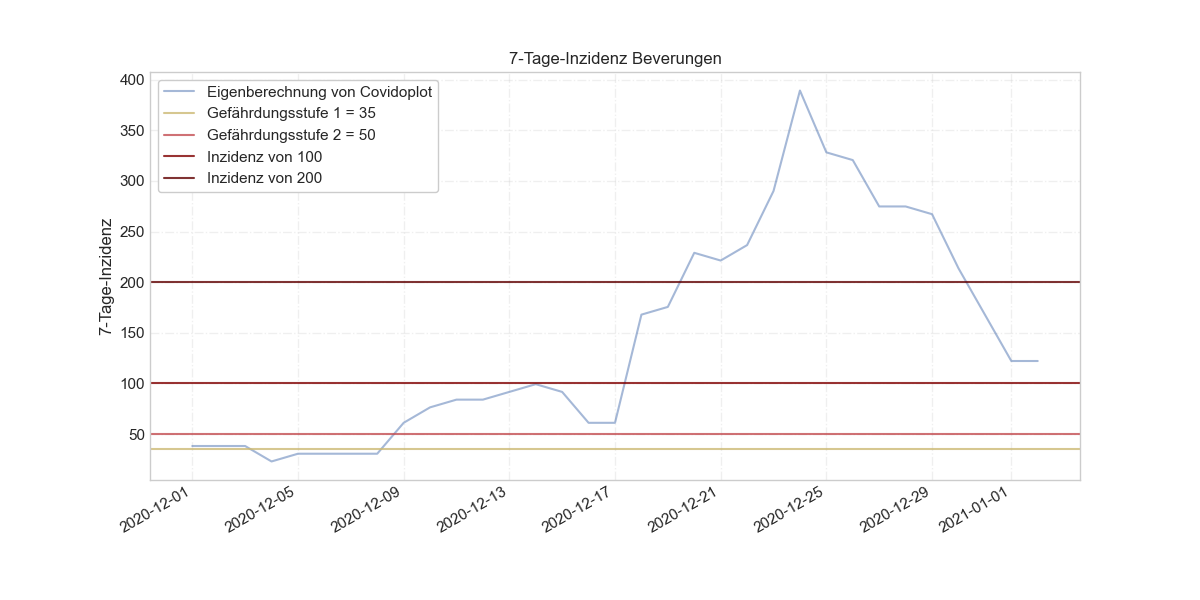 7-Tage-Inzidenz Beverungen
Eigenberechnung von Covidoplot
Gefährdungsstufe 1 = 35
Gefährdungsstufe 2 = 50
Inzidenz von 100
Inzidenz von 200
7-Tage-Inzidenz
400
350
300
250
200
150
100
50
2020-12-01
2020-12-05
2020-12-09
2020-12-13
2020-12-17
2020-12-21
2020-12-25
2020-12-29
2021-01-01